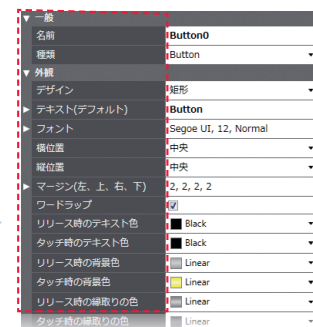 一般
名前 Button0
種類 Button
外観
デザイン 矩形
テキスト(デフォルト) Button
フォント Segoe UI, 12, Normal
横位置 中央
縦位置 中央
マージン(左、上、右、下) 2, 2, 2, 2
ワードラップ
リリース時のテキスト色 Black
タッチ時のテキスト色 Black
リリース時の背景色 Linear
タッチ時の背景色 Linear
リリース時の縁取りの色 Linear
タッチ時の縁取りの色 Linear